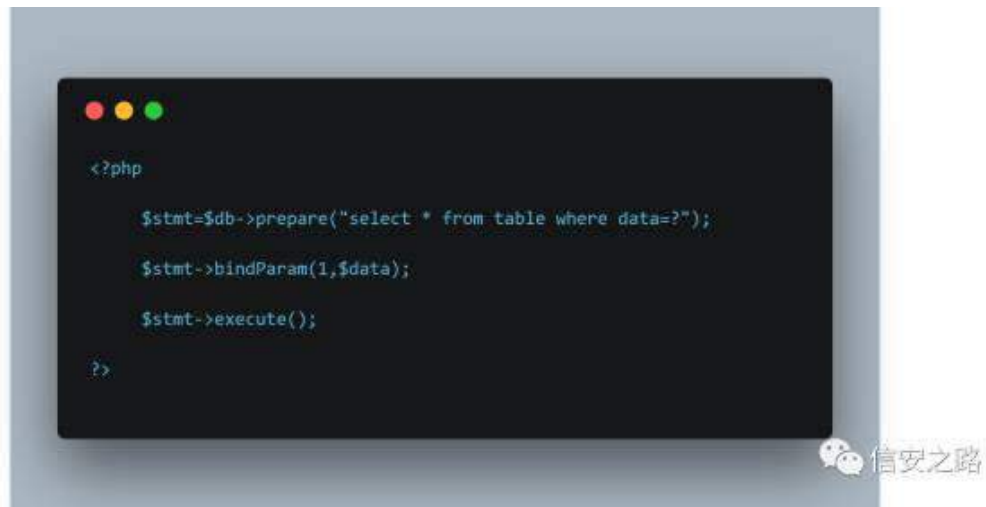 <?php
$stmt=$db->prepare("select * from table where data=?");
$stmt->bindParam(1,$data);
$stmt->execute();
?>
信安之路